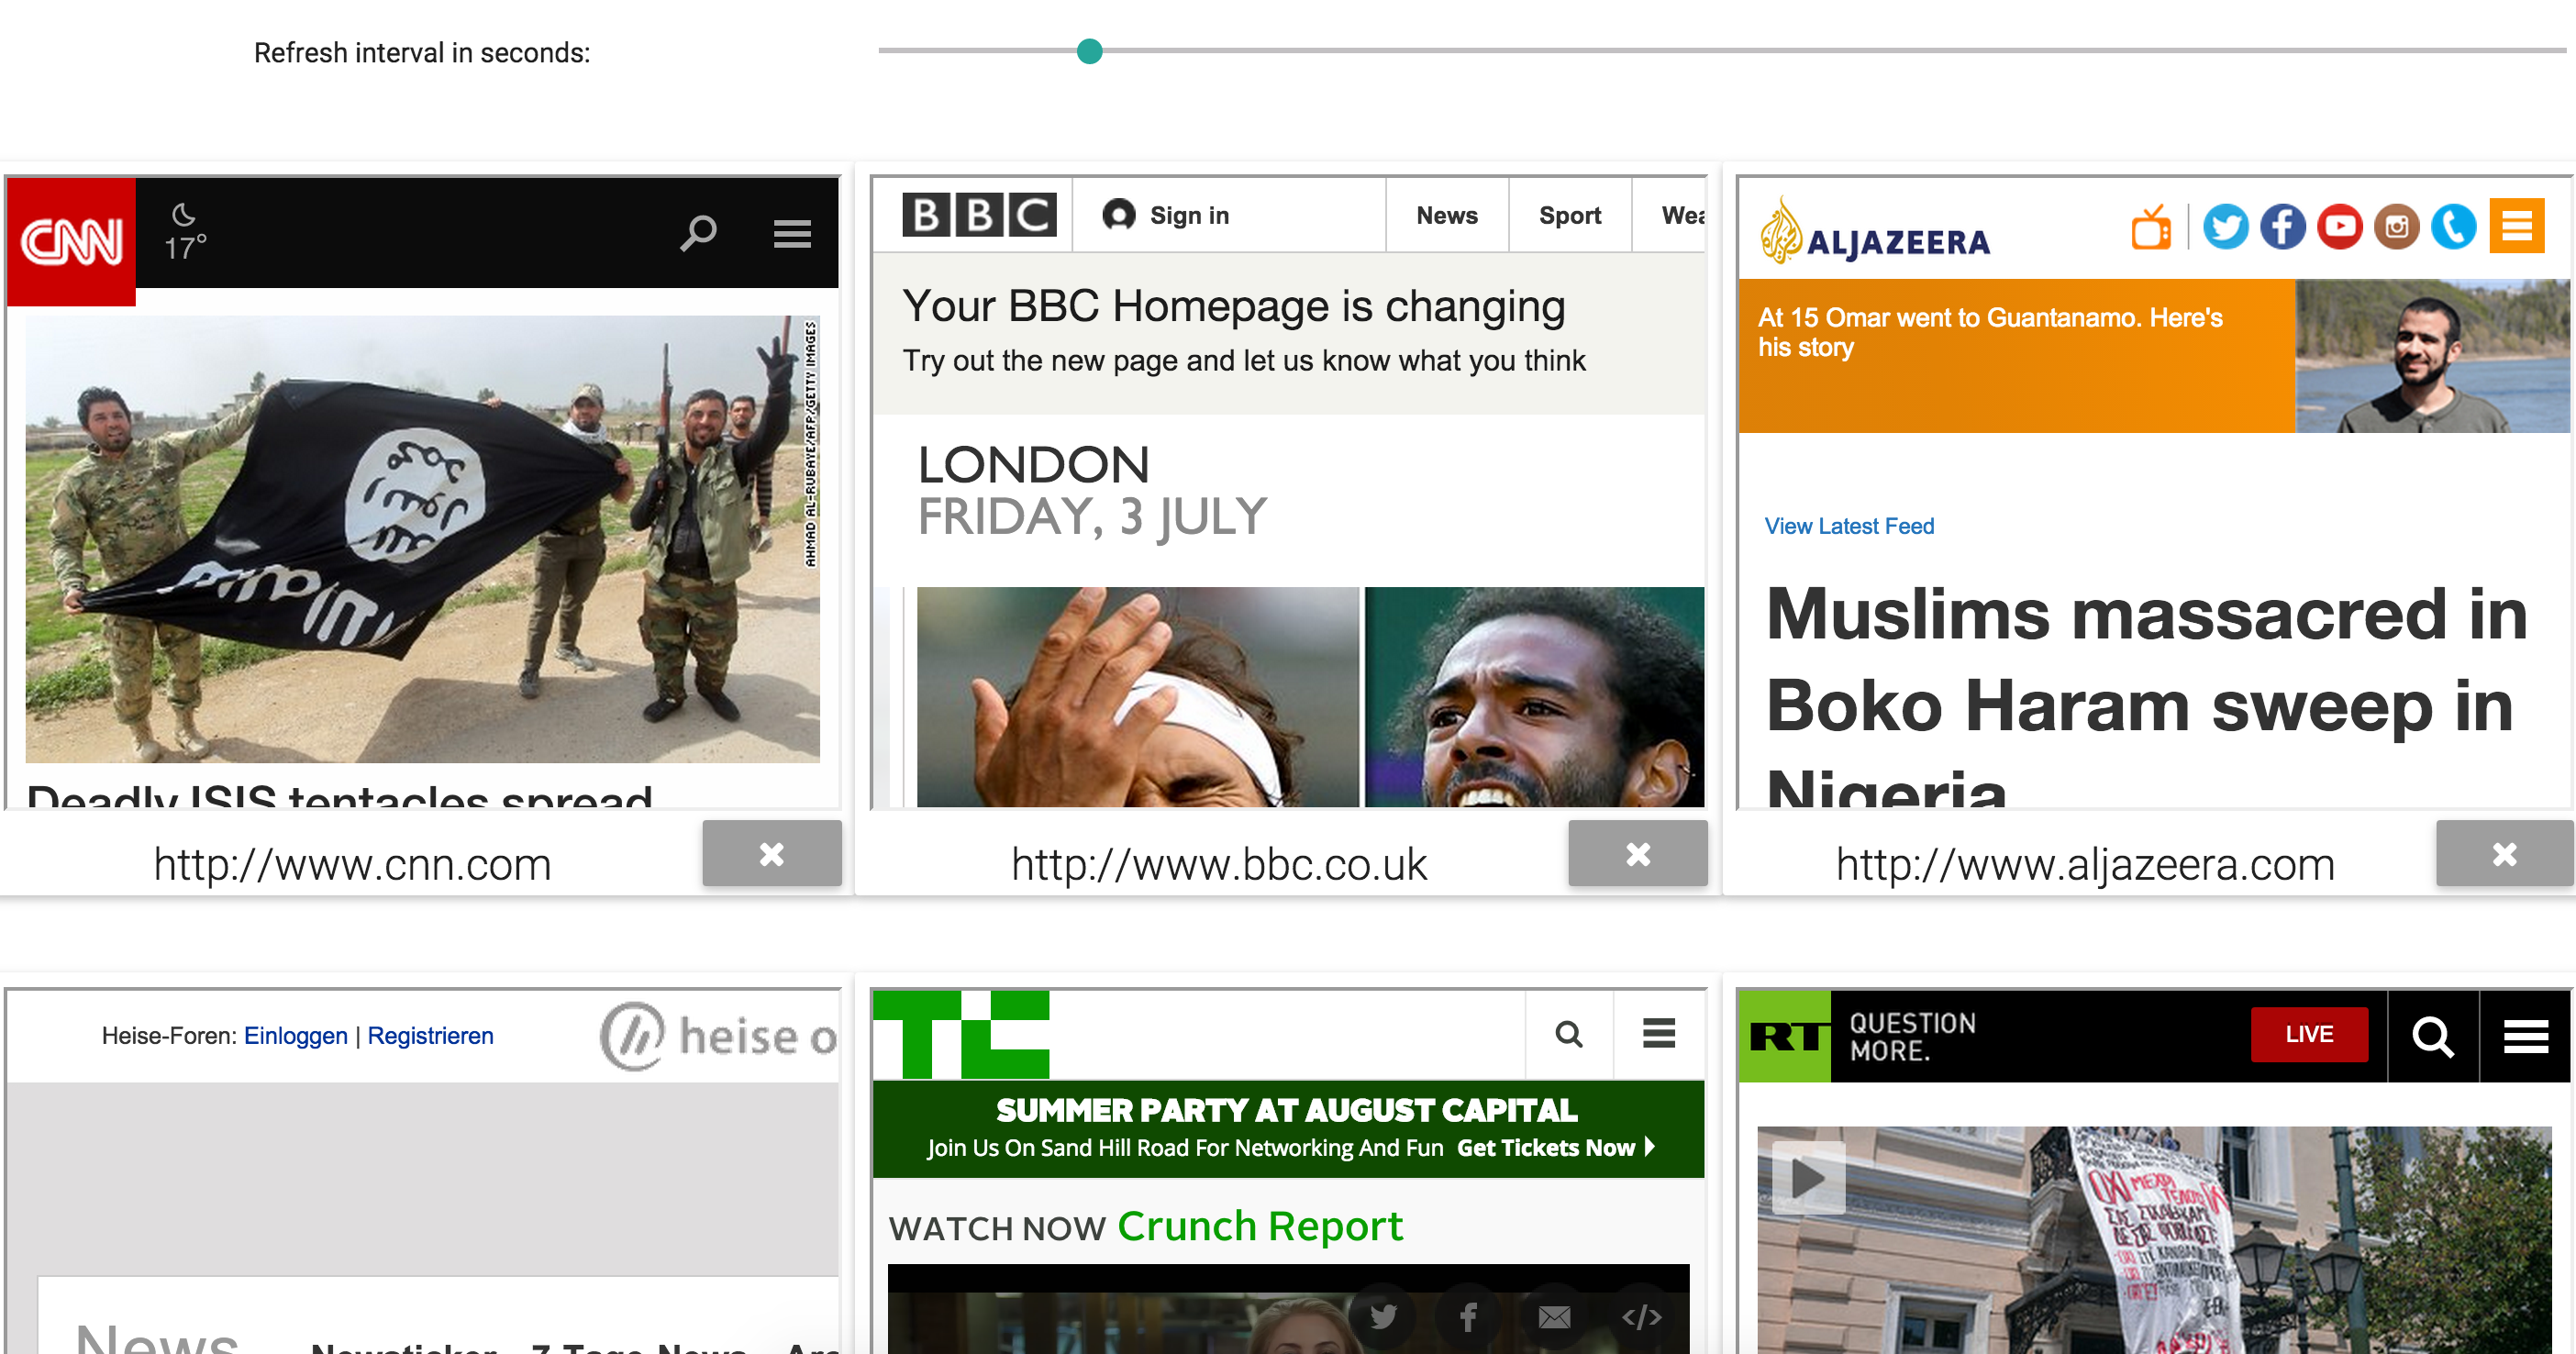 Refresh interval in seconds:
CNN
17°
AHMAD AL-RUBAYE/AFP/GETTY IMAGES
Deadly ISIS tentacles spread
http://www.cnn.com
BBC
Sign in
News
Sport
Your BBC Homepage is changing
Try out the new page and let us know what you think
LONDON
FRIDAY, 3 JULY
http://www.bbc.co.uk
ALJAZEERA
At 15 Omar went to Guantanamo. Here's
his story
View Latest Feed
Muslims massacred in
Boko Haram sweep in
Nigeria
http://www.aljazeera.com
Heise-Foren: Einloggen | Registrieren
heise o
News
Newsticker 7-Tage-News
TC
SUMMER PARTY AT AUGUST CAPITAL
Join Us On Sand Hill Road For Networking And Fun Get Tickets Now
WATCH NOW Crunch Report
RT
QUESTION
MORE.
LIVE
ΟΧΙ ΜΕΧΡΙ